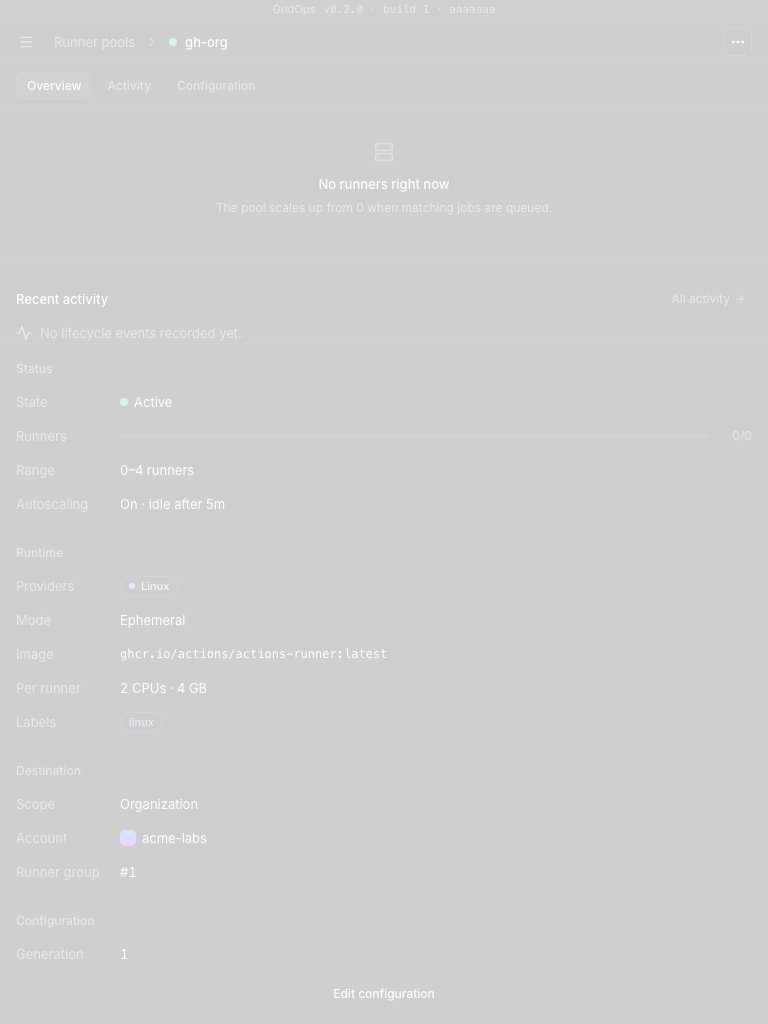 GridOps v0.2.0 · build 1 · aaaaaaa
Runner pools > gh-org
Overview Activity Configuration
No runners right now
The pool scales up from 0 when matching jobs are queued.
Recent activity All activity →
No lifecycle events recorded yet.
Status
State Active
Runners 0/0
Range 0–4 runners
Autoscaling On · idle after 5m
Runtime
Providers Linux
Mode Ephemeral
Image ghcr.io/actions/actions-runner:latest
Per runner 2 CPUs · 4 GB
Labels linux
Destination
Scope Organization
Account acme-labs
Runner group #1
Configuration
Generation 1
Edit configuration